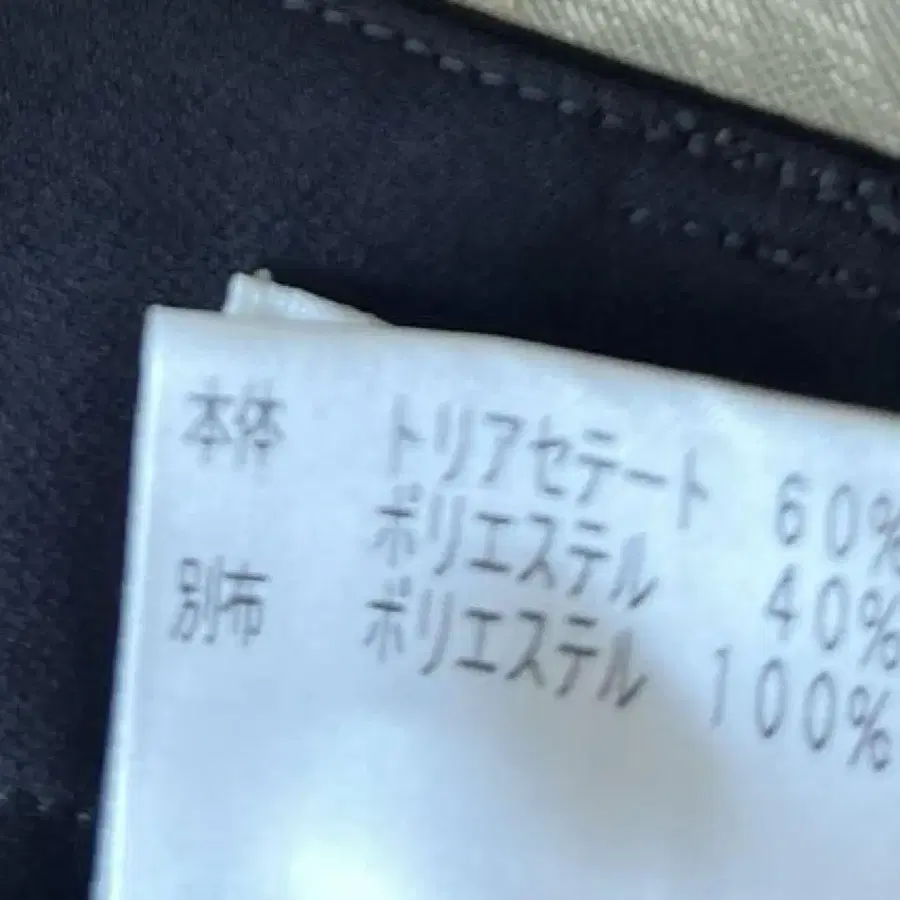 本体 トリアセテート 60%
ポリエステル 40%
別布 ポリエステル 100%